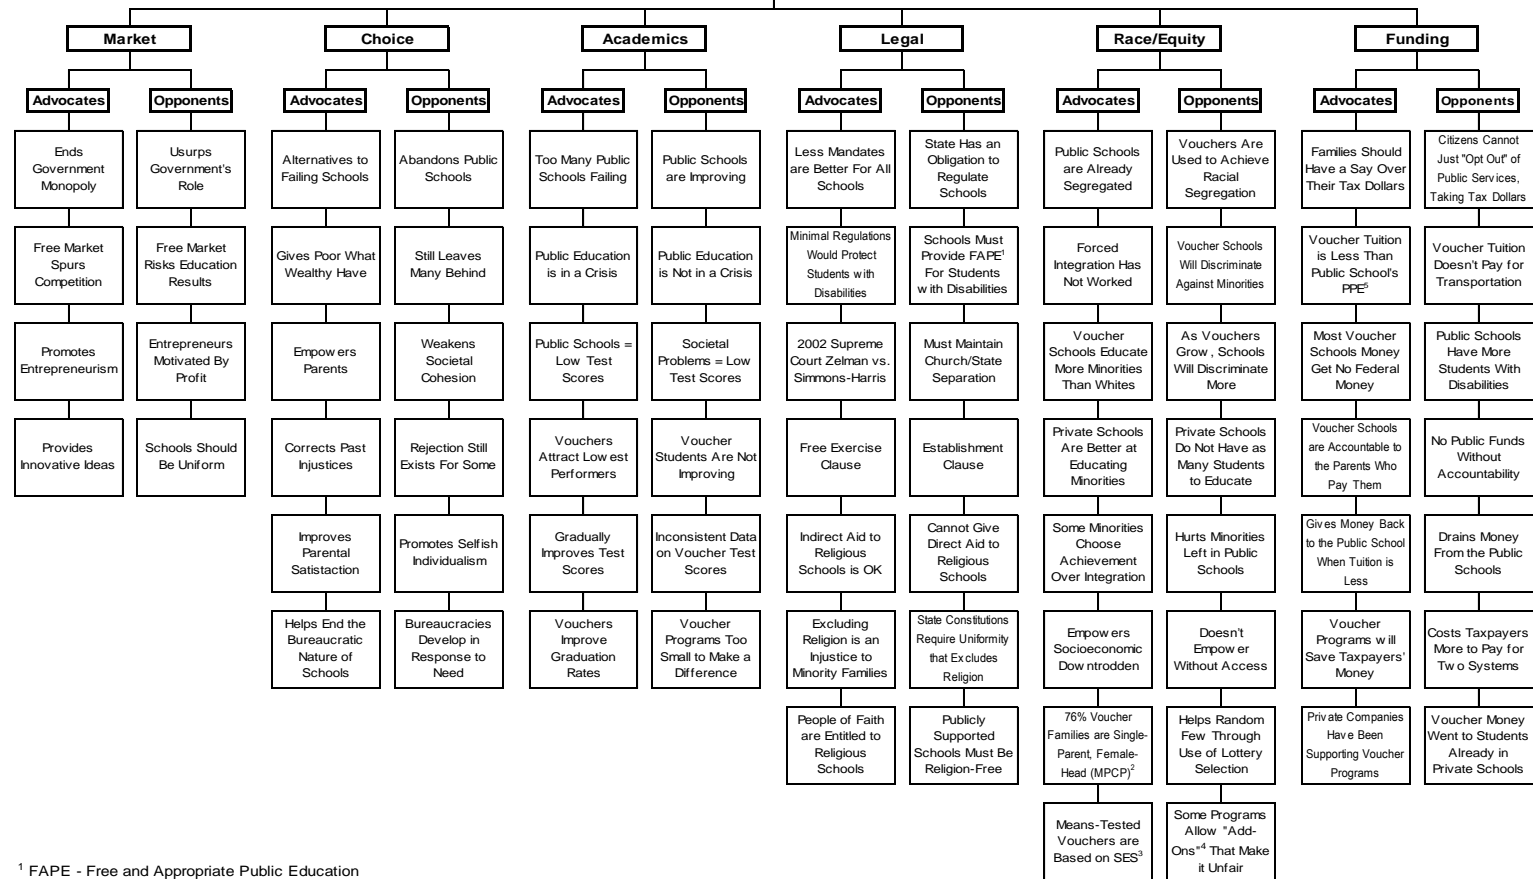 Market
Choice
Academics
Legal
Race/Equity
Funding
Advocates
Opponents
Advocates
Opponents
Advocates
Opponents
Advocates
Opponents
Advocates
Opponents
Advocates
Opponents
Ends
Government
Monopoly
Usurps
Government's
Role
Alternatives to
Failing Schools
Abandons Public
Schools
Too Many Public
Schools Failing
Public Schools
are Improving
Less Mandates
are Better For All
Schools
State Has an
Obligation to
Regulate
Schools
Public Schools
are Already
Segregated
Vouchers Are
Used to Achieve
Racial
Segregation
Families Should
Have a Say Over
Their Tax Dollars
Citizens Cannot
Just "Opt Out" of
Public Services,
Taking Tax Dollars
Free Market
Spurs
Competition
Free Market
Risks Education
Results
Gives Poor What
Wealthy Have
Still Leaves
Many Behind
Public Education
is in a Crisis
Public Education
is Not in a Crisis
Minimal Regulations
Would Protect
Students with
Disabilities
Schools Must
Provide FAPE¹
For Students
with Disabilities
Forced
Integration Has
Not Worked
Voucher Schools
Will Discriminate
Against Minorities
Voucher Tuition
is Less Than
Public School's
PPE⁵
Voucher Tuition
Doesn't Pay for
Transportation
Promotes
Entrepreneurism
Entrepreneurs
Motivated By
Profit
Empowers
Parents
Weakens
Societal
Cohesion
Public Schools =
Low Test
Scores
Societal
Problems = Low
Test Scores
2002 Supreme
Court Zelman vs.
Simmons-Harris
Must Maintain
Church/State
Separation
Voucher
Schools Educate
More Minorities
Than Whites
As Vouchers
Grow, Schools
Will Discriminate
More
Most Voucher
Schools Money
Get No Federal
Money
Public Schools
Have More
Students With
Disabilities
Provides
Innovative Ideas
Schools Should
Be Uniform
Corrects Past
Injustices
Rejection Still
Exists For Some
Vouchers
Attract Lowest
Performers
Voucher
Students Are Not
Improving
Free Exercise
Clause
Establishment
Clause
Private Schools
Are Better at
Educating
Minorities
Private Schools
Do Not Have as
Many Students
to Educate
Voucher Schools
are Accountable to
the Parents Who
Pay Them
No Public Funds
Without
Accountability
Improves
Parental
Satistaction
Promotes Selfish
Individualism
Gradually
Improves Test
Scores
Inconsistent Data
on Voucher Test
Scores
Indirect Aid to
Religious
Schools is OK
Cannot Give
Direct Aid to
Religious
Schools
Some Minorities
Choose
Achievement
Over Integration
Hurts Minorities
Left in Public
Schools
Gives Money Back
to the Public School
When Tuition is
Less
Drains Money
From the Public
Schools
Helps End the
Bureaucratic
Nature of
Schools
Bureaucracies
Develop in
Response to
Need
Vouchers
Improve
Graduation
Rates
Voucher
Programs Too
Small to Make a
Difference
Excluding
Religion is an
Injustice to
Minority Families
State Constitutions
Require Uniformity
that Excludes
Religion
Empowers
Socioeconomic
Downtrodden
Doesn't
Empower
Without Access
Voucher
Programs will
Save Taxpayers'
Money
Costs Taxpayers
More to Pay for
Two Systems
People of Faith
are Entitled to
Religious
Schools
Publicly
Supported
Schools Must Be
Religion-Free
76% Voucher
Families are Single-
Parent, Female-
Head (MPCP)²
Helps Random
Few Through
Use of Lottery
Selection
Private Companies
Have Been
Supporting Voucher
Programs
Voucher Money
Went to Students
Already in
Private Schools
Means-Tested
Vouchers are
Based on SES³
Some Programs
Allow "Add-
Ons"⁴ That Make
it Unfair
¹ FAPE - Free and Appropriate Public Education